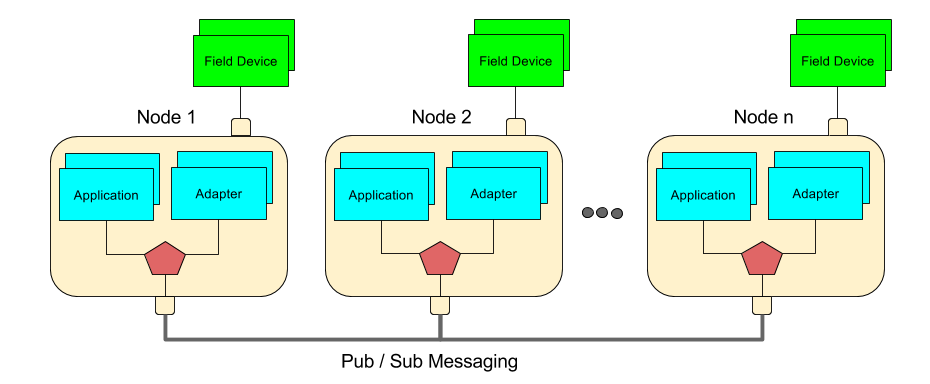 Field Device
Field Device
Field Device
Node 1
Node 2
Node n
Application
Adapter
Application
Adapter
Application
Adapter
Pub / Sub Messaging